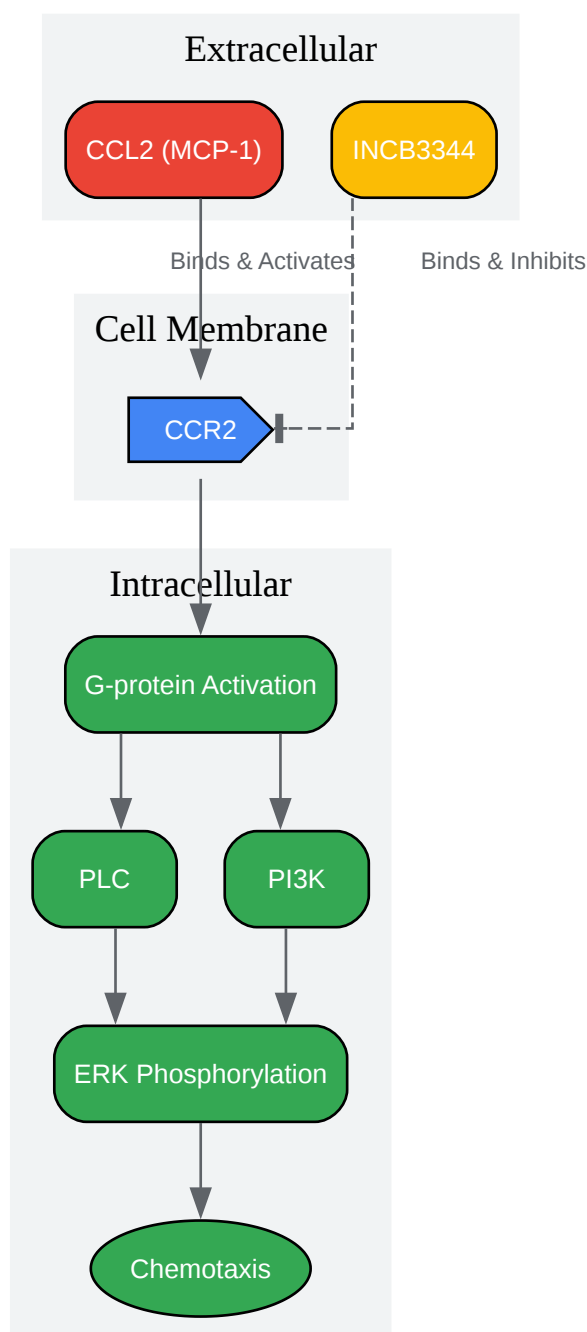 Extracellular
CCL2 (MCP-1)
INCB3344
Binds & Activates
Binds & Inhibits
Cell Membrane
CCR2
Intracellular
G-protein Activation
PLC
PI3K
ERK Phosphorylation
Chemotaxis